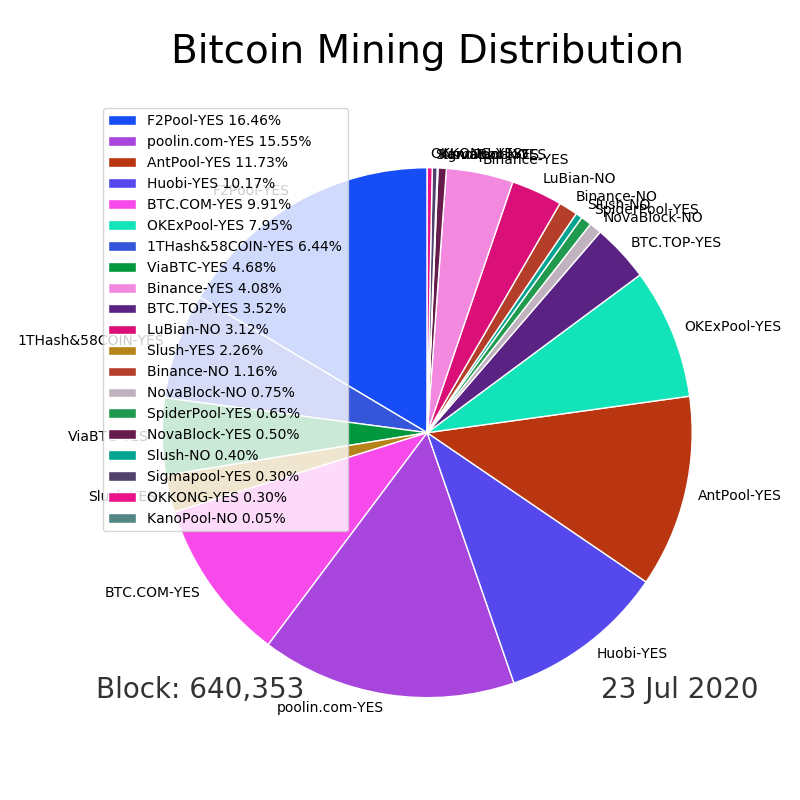 Bitcoin Mining Distribution
F2Pool-YES 16.46%
poolin.com-YES 15.55%
AntPool-YES 11.73%
Huobi-YES 10.17%
BTC.COM-YES 9.91%
OKExPool-YES 7.95%
1THash&58COIN-YES 6.44%
ViaBTC-YES 4.68%
Binance-YES 4.08%
BTC.TOP-YES 3.52%
LuBian-NO 3.12%
Slush-YES 2.26%
Binance-NO 1.16%
NovaBlock-NO 0.75%
SpiderPool-YES 0.65%
NovaBlock-YES 0.50%
Slush-NO 0.40%
Sigmapool-YES 0.30%
OKKONG-YES 0.30%
KanoPool-NO 0.05%
OKKONG-YES
Binance-YES
LuBian-NO
Binance-NO
Slush-NO
SpiderPool-YES
NovaBlock-NO
BTC.TOP-YES
OKExPool-YES
AntPool-YES
Huobi-YES
poolin.com-YES
BTC.COM-YES
Slush-YES
ViaBTC-YES
1THash&58COIN-YES
F2Pool-YES
Block: 640,353
23 Jul 2020